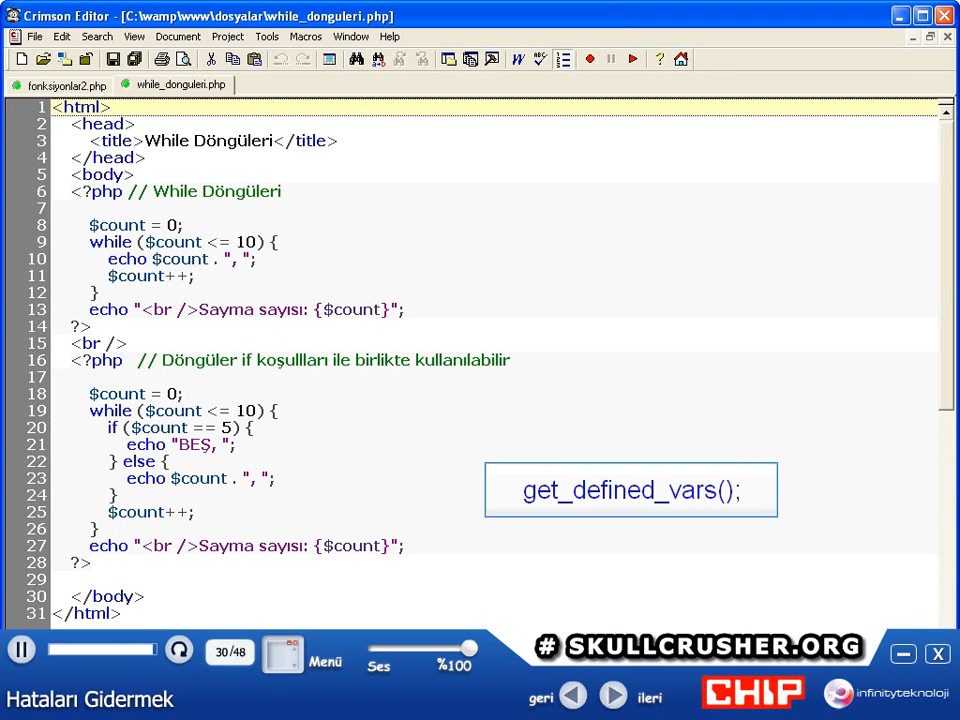 Crimson Editor - [C:\wamp\www\dosyalar\while_donguleri.php]
File Edit Search View Document Project Tools Macros Window Help
fonksiyonlar2.php while_donguleri.php
1 <html>
2 <head>
3 <title>While Döngüleri</title>
4 </head>
5 <body>
6 <?php // While Döngüleri
7
8 $count = 0;
9 while ($count <= 10) {
10 echo $count . ", ";
11 $count++;
12 }
13 echo "<br />Sayma sayısı: {$count}";
14 ?>
15 <br />
16 <?php // Döngüler if koşullları ile birlikte kullanılabilir
17
18 $count = 0;
19 while ($count <= 10) {
20 if ($count == 5) {
21 echo "BEŞ, ";
22 } else {
23 echo $count . ", ";
24 }
25 $count++;
26 }
27 echo "<br />Sayma sayısı: {$count}";
28 ?>
29
30 </body>
31 </html>
get_defined_vars();
30/48 Menü Ses %100
# SKULLCRUSHER.ORG
Hataları Gidermek
geri ileri
CHIP
infinityteknoloji